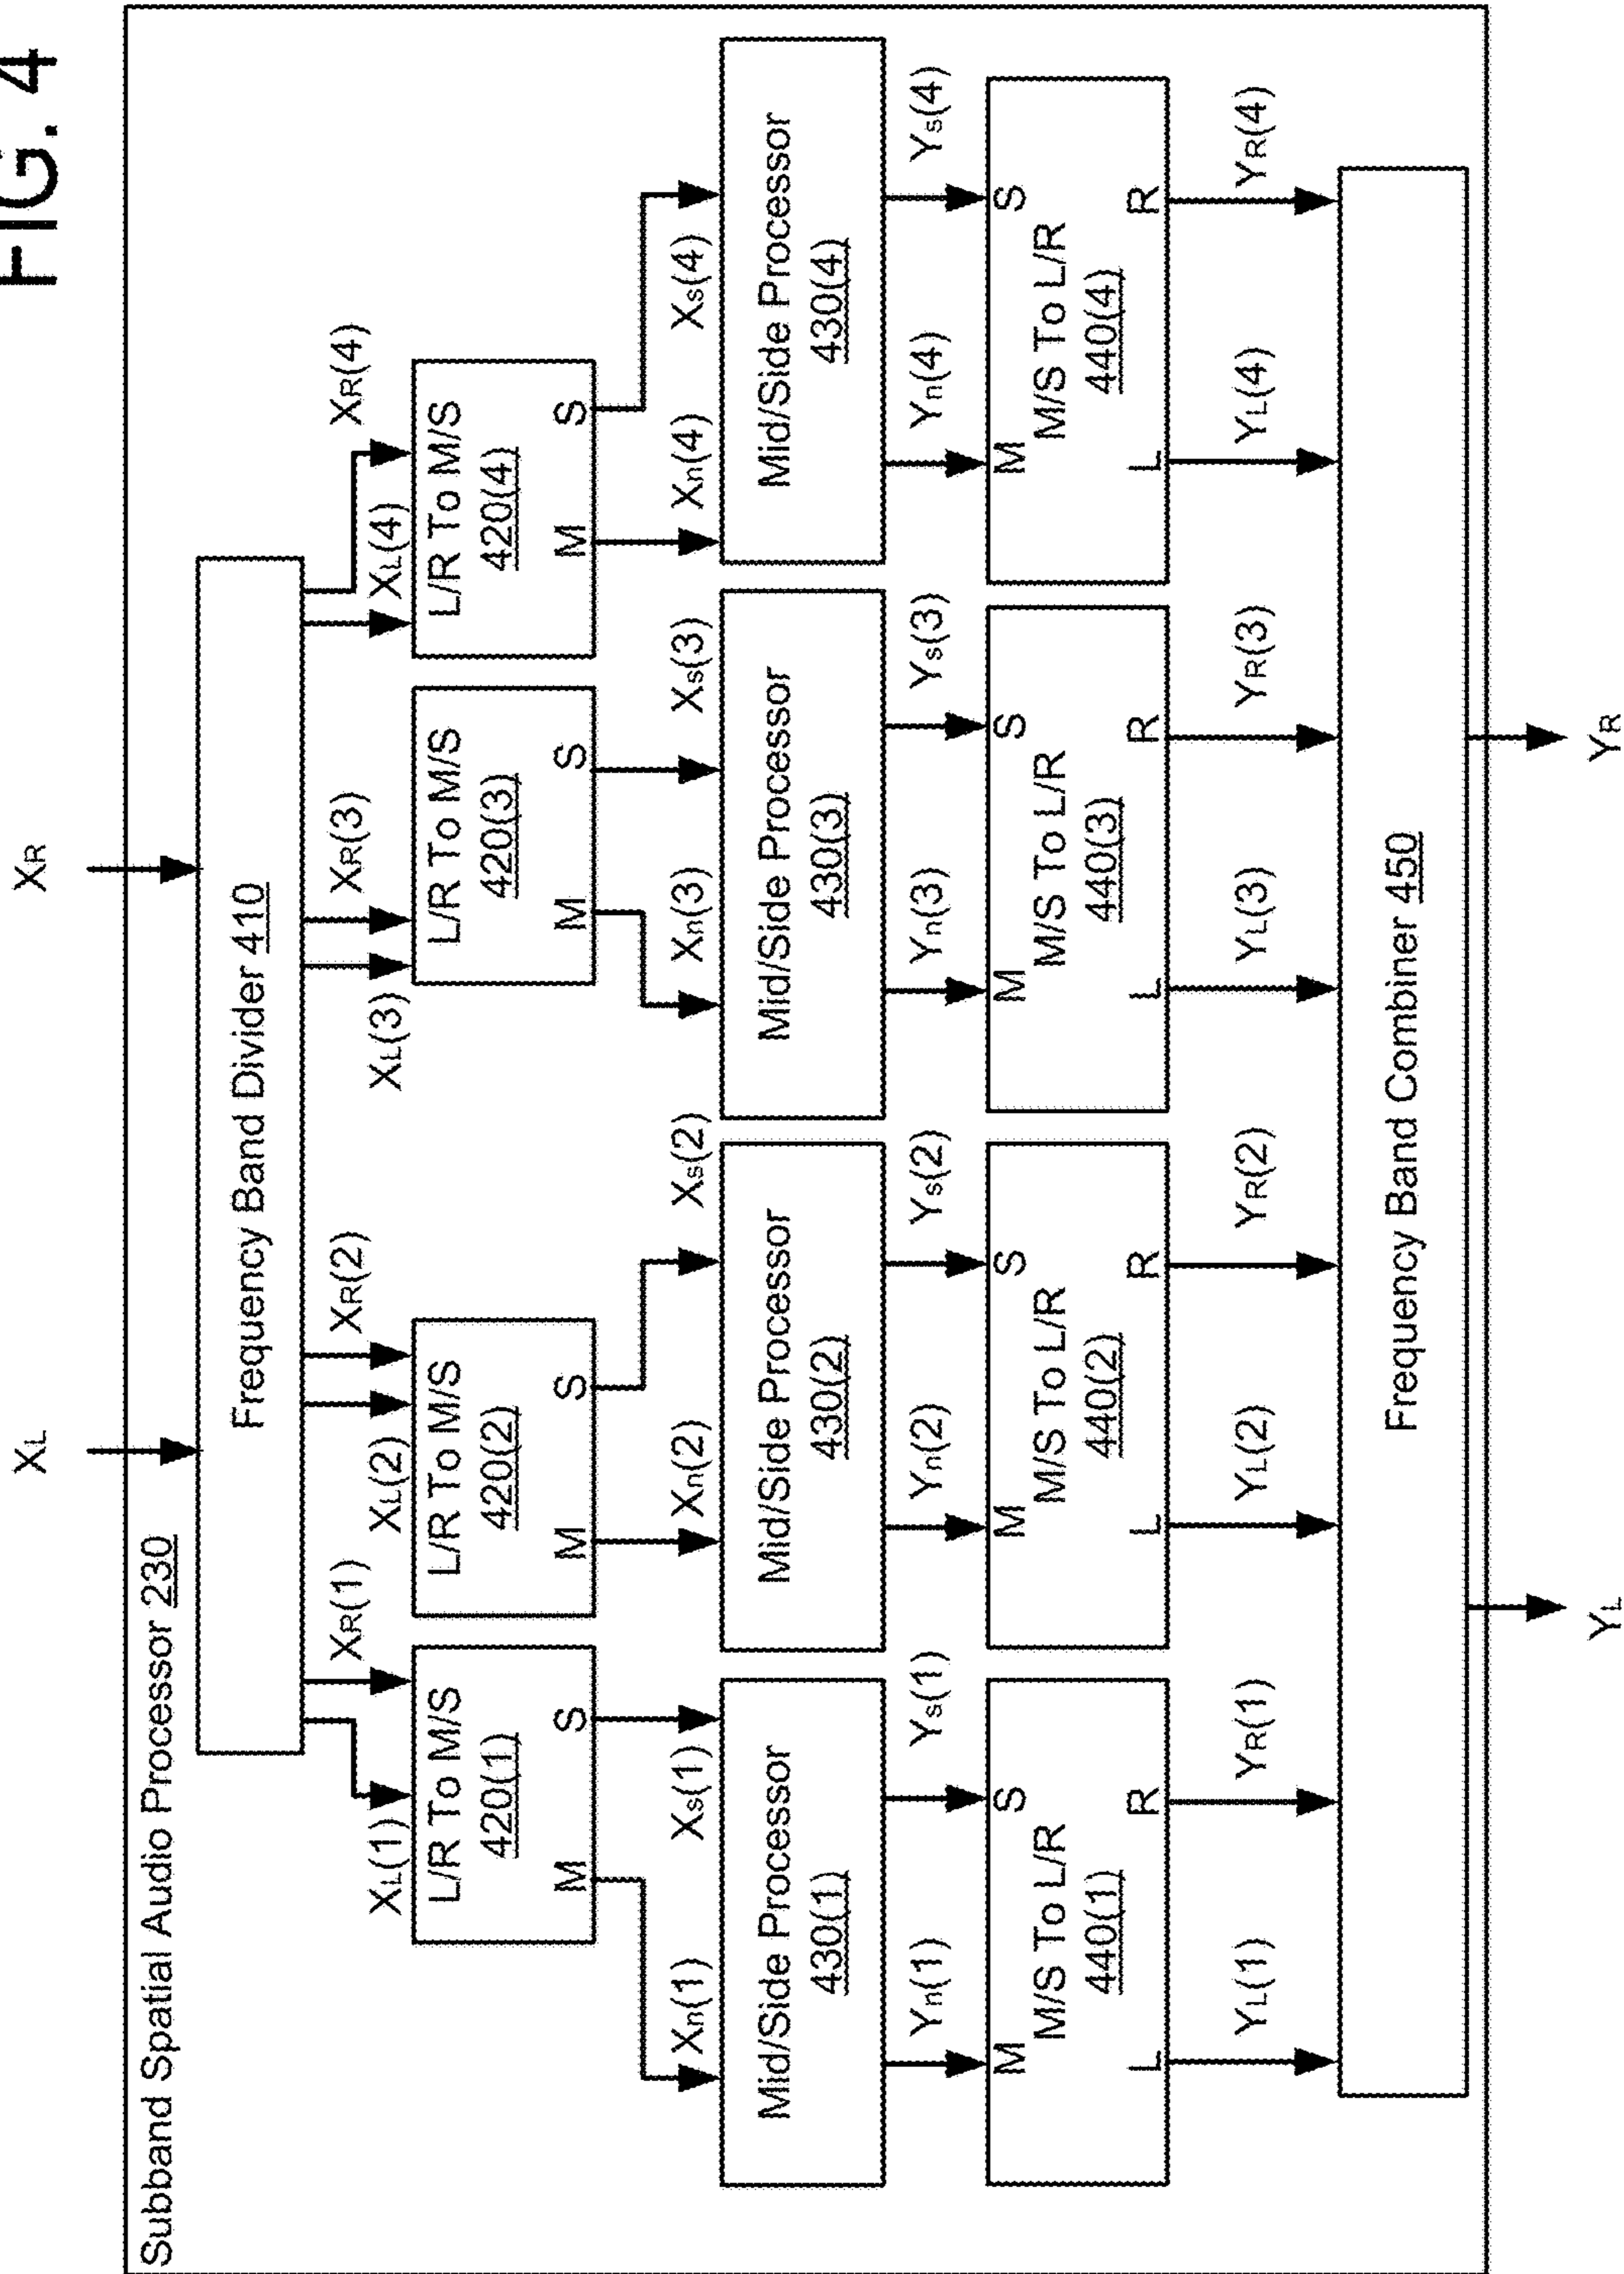 FIG. 4
XL
XR
Subband Spatial Audio Processor 230
Frequency Band Divider 410
XL(1)
XR(1)
XL(2)
XR(2)
XL(3)
XR(3)
XL(4)
XR(4)
L/R To M/S
420(1)
M
S
L/R To M/S
420(2)
M
S
L/R To M/S
420(3)
M
S
L/R To M/S
420(4)
M
S
Xn(1)
Xs(1)
Xn(2)
Xs(2)
Xn(3)
Xs(3)
Xn(4)
Xs(4)
Mid/Side Processor
430(1)
Mid/Side Processor
430(2)
Mid/Side Processor
430(3)
Mid/Side Processor
430(4)
Yn(1)
Ys(1)
Yn(2)
Ys(2)
Yn(3)
Ys(3)
Yn(4)
Ys(4)
M
S
M/S To L/R
440(1)
L
R
M
S
M/S To L/R
440(2)
L
R
M
S
M/S To L/R
440(3)
L
R
M
S
M/S To L/R
440(4)
L
R
YL(1)
YR(1)
YL(2)
YR(2)
YL(3)
YR(3)
YL(4)
YR(4)
Frequency Band Combiner 450
YL
YR